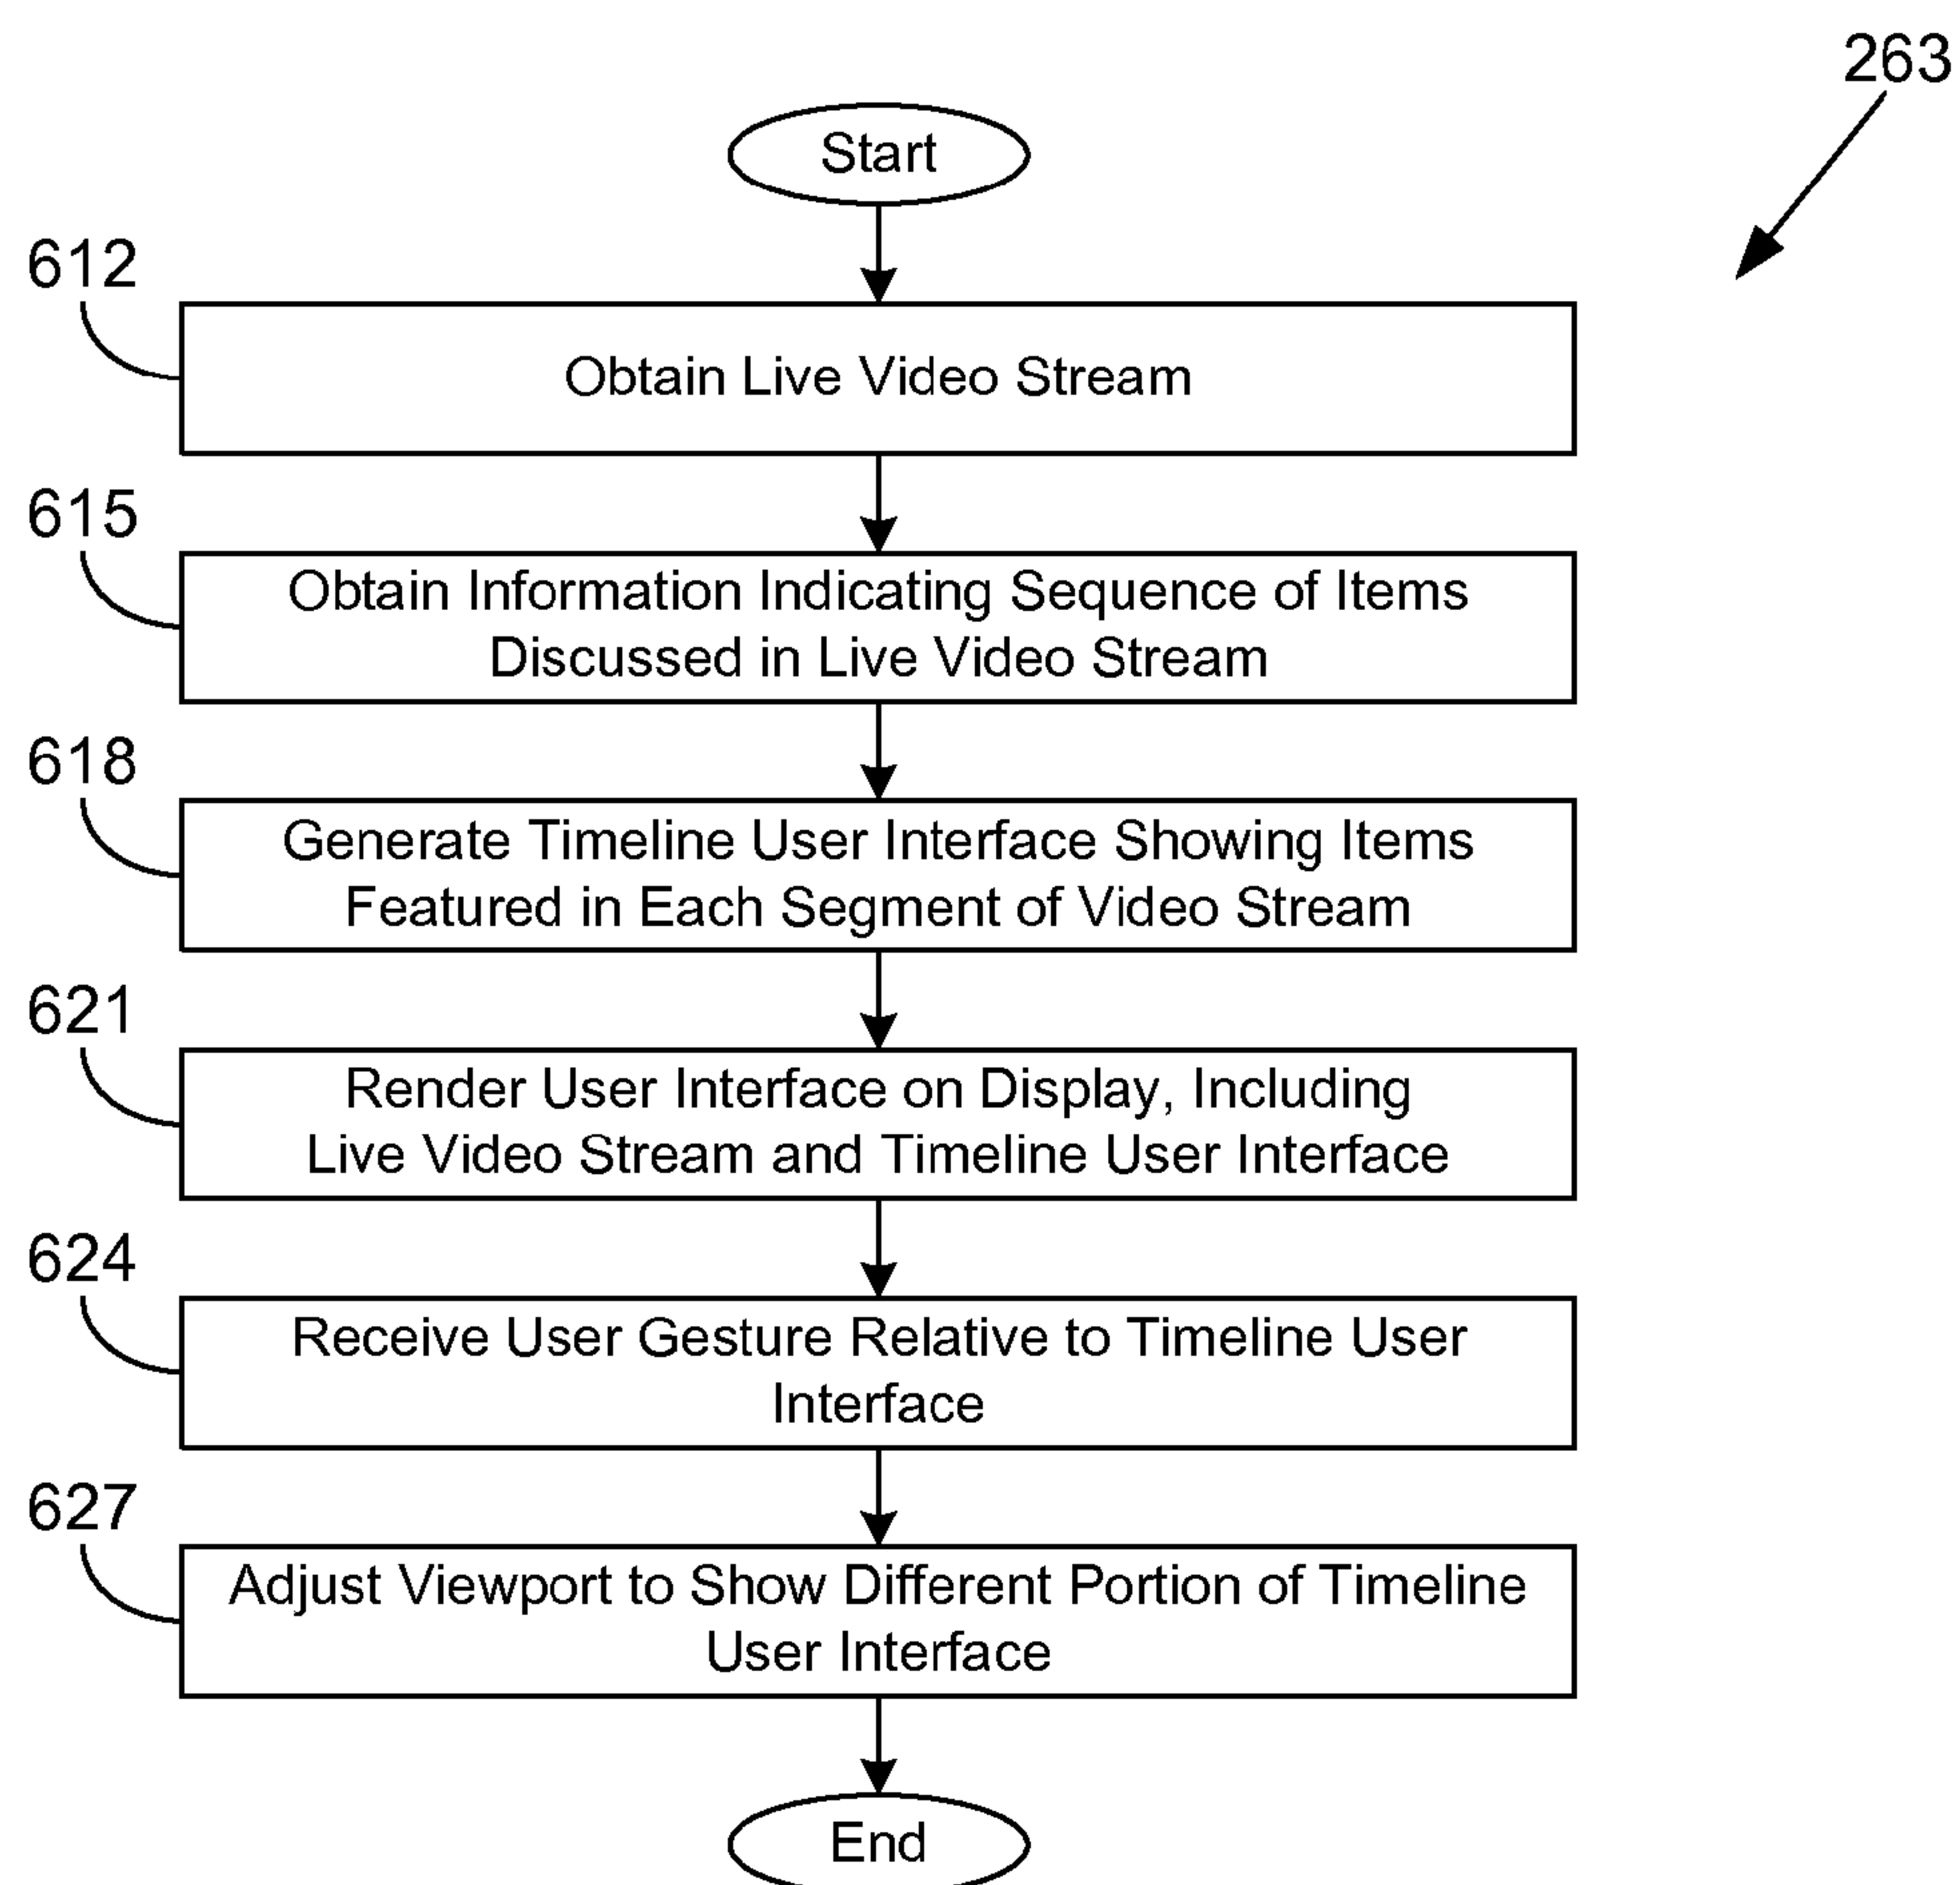 263
Start
612
Obtain Live Video Stream
615
Obtain Information Indicating Sequence of Items
Discussed in Live Video Stream
618
Generate Timeline User Interface Showing Items
Featured in Each Segment of Video Stream
621
Render User Interface on Display, Including
Live Video Stream and Timeline User Interface
624
Receive User Gesture Relative to Timeline User
Interface
627
Adjust Viewport to Show Different Portion of Timeline
User Interface
End